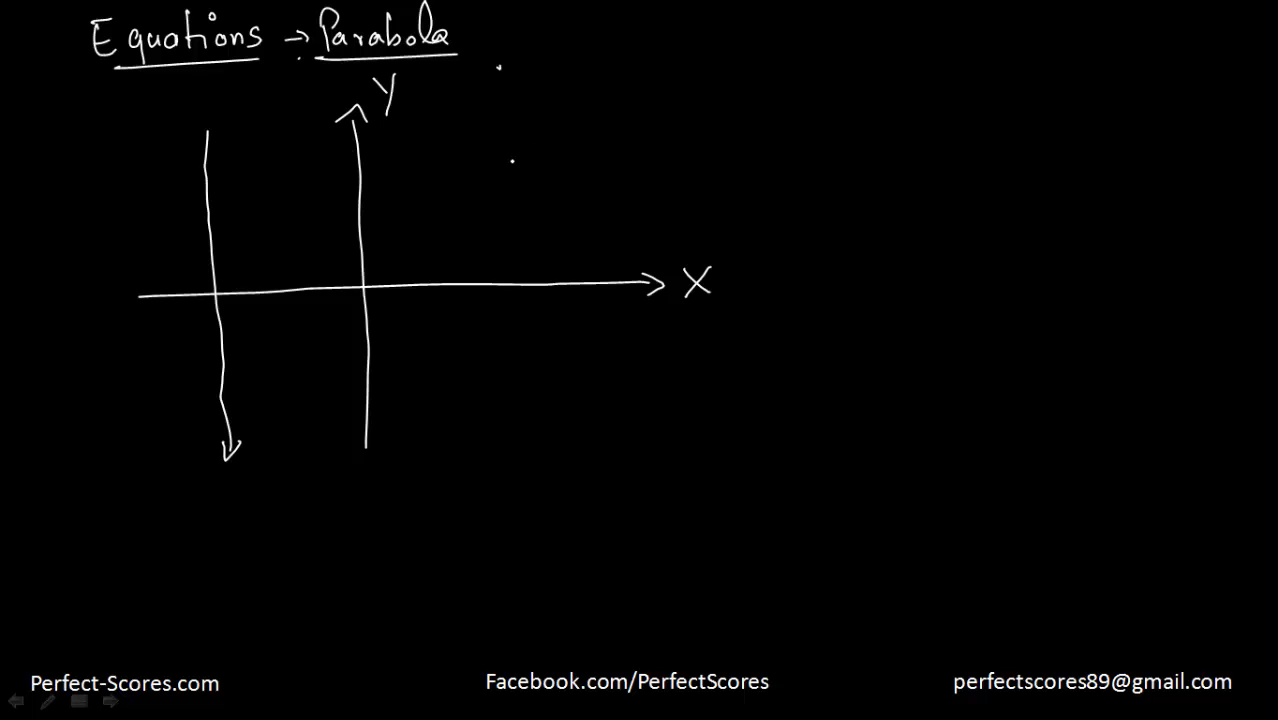 Equations → Parabola
Y
X
Perfect-Scores.com
Facebook.com/PerfectScores
perfectscores89@gmail.com